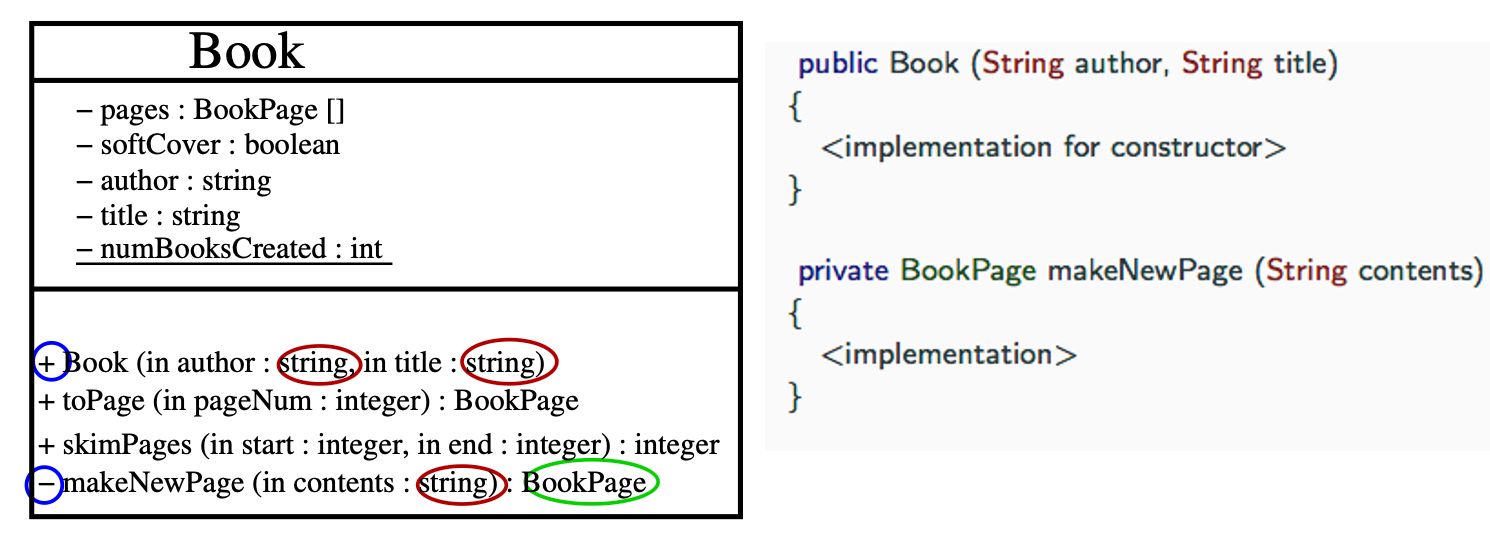 Book
– pages : BookPage []
– softCover : boolean
– author : string
– title : string
– numBooksCreated : int
+ Book (in author : string, in title : string)
+ toPage (in pageNum : integer) : BookPage
+ skimPages (in start : integer, in end : integer) : integer
– makeNewPage (in contents : string) : BookPage
public Book (String author, String title)
{
<implementation for constructor>
}
private BookPage makeNewPage (String contents)
{
<implementation>
}